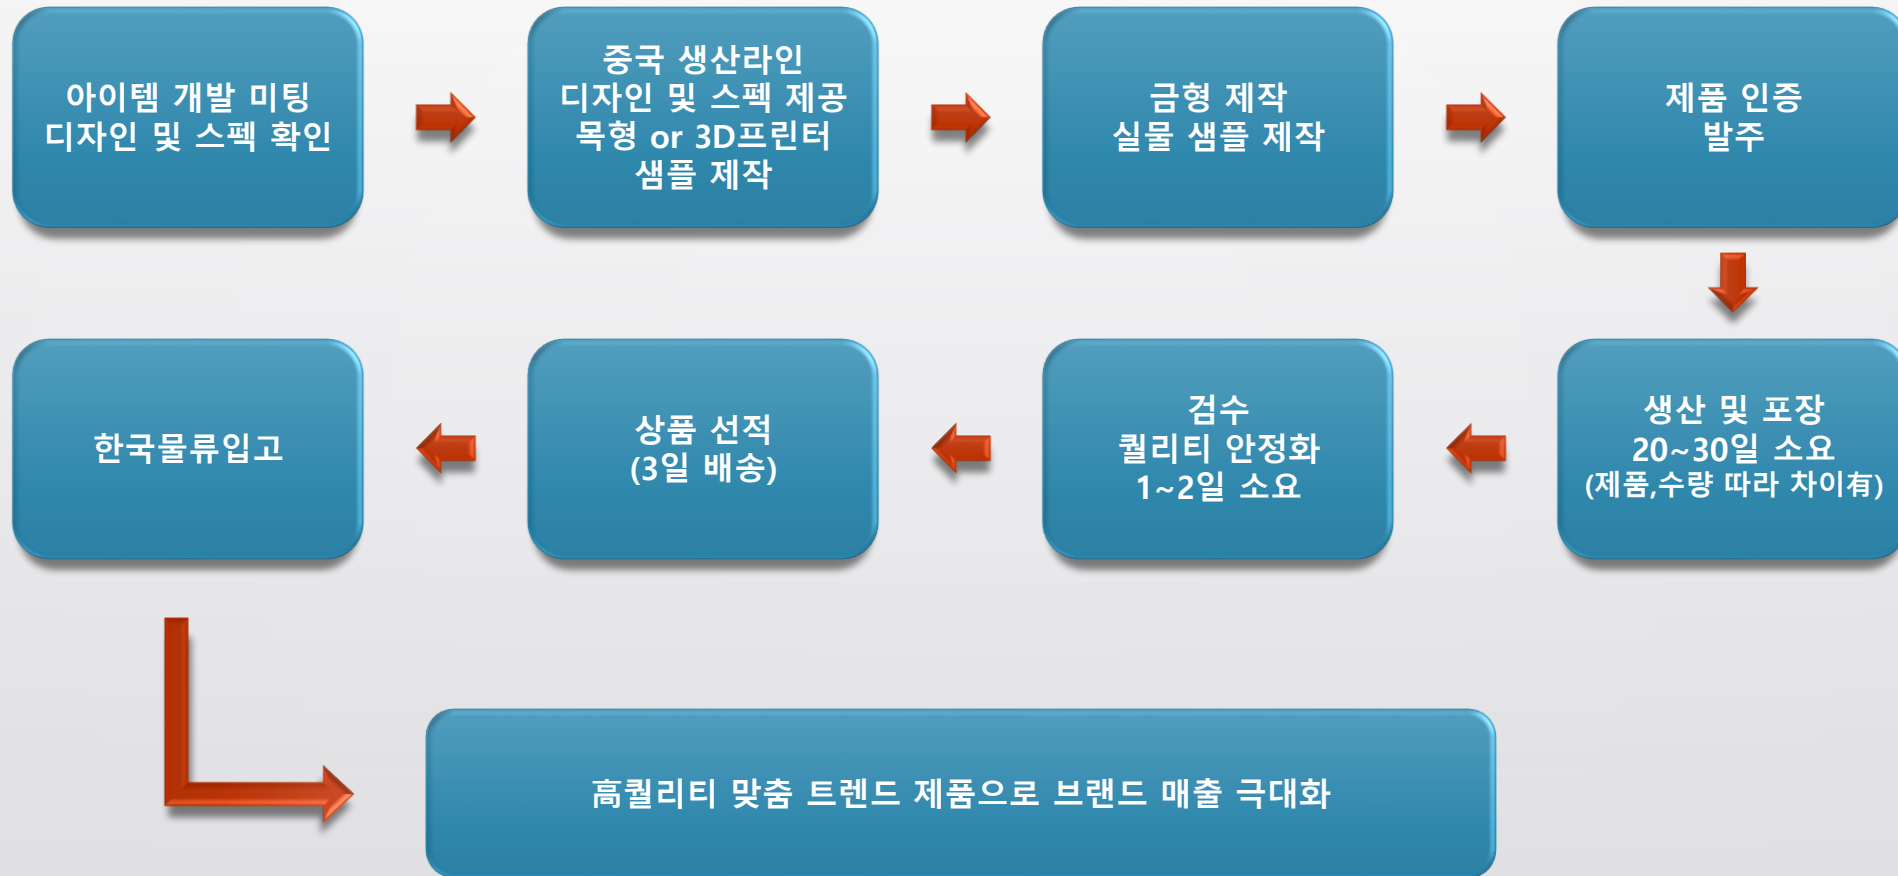 아이템 개발 미팅
디자인 및 스펙 확인
중국 생산라인
디자인 및 스펙 제공
목형 or 3D프린터
샘플 제작
금형 제작
실물 샘플 제작
제품 인증
발주
생산 및 포장
20~30일 소요
(제품,수량 따라 차이有)
검수
퀄리티 안정화
1~2일 소요
상품 선적
(3일 배송)
한국물류입고
高퀄리티 맞춤 트렌드 제품으로 브랜드 매출 극대화